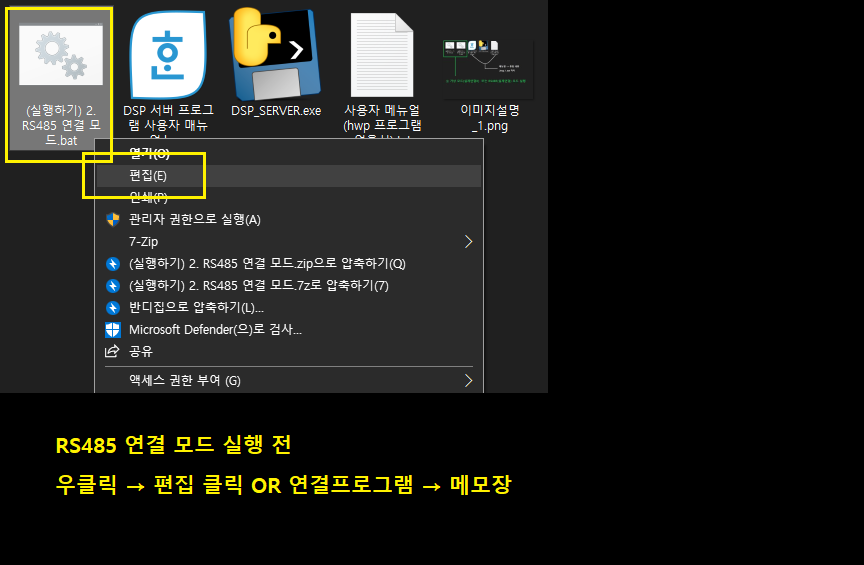 (실행하기) 2.
RS485 연결 모
드.bat
DSP 서버 프로그
램 사용자 매뉴
DSP_SERVER.exe
사용자 메뉴얼
(hwp 프로그램
이미지설명
_1.png
열기(O)
편집(E)
인쇄(P)
관리자 권한으로 실행(A)
7-Zip
(실행하기) 2. RS485 연결 모드.zip으로 압축하기(Q)
(실행하기) 2. RS485 연결 모드.7z로 압축하기(7)
반디집으로 압축하기(L)...
Microsoft Defender(으)로 검사...
공유
액세스 권한 부여 (G)
RS485 연결 모드 실행 전
우클릭 → 편집 클릭 OR 연결프로그램 → 메모장